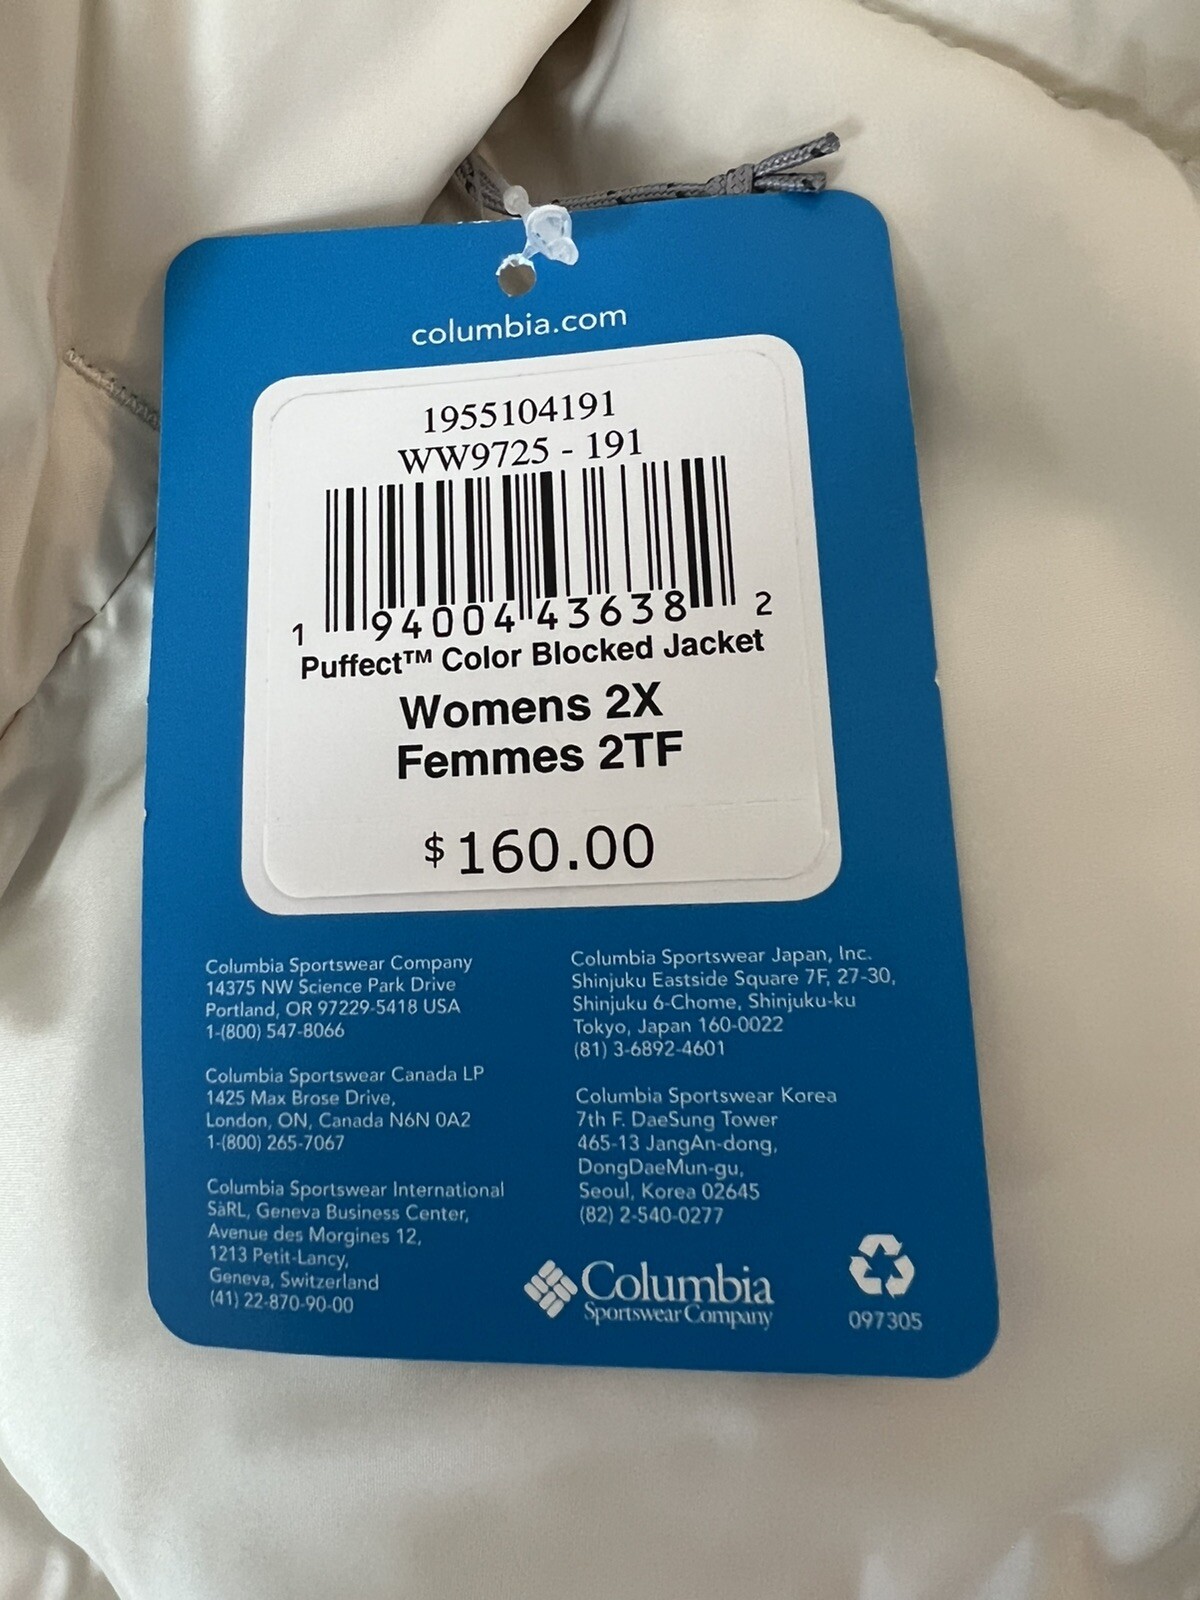 columbia.com
1955104191
WW9725 - 191
1 94004 43638 2
Puffect™ Color Blocked Jacket
Womens 2X
Femmes 2TF
$160.00
Columbia Sportswear Company
14375 NW Science Park Drive
Portland, OR 97229-5418 USA
1-(800) 547-8066
Columbia Sportswear Canada LP
1425 Max Brose Drive,
London, ON, Canada N6N 0A2
1-(800) 265-7067
Columbia Sportswear International
SàRL, Geneva Business Center,
Avenue des Morgines 12,
1213 Petit-Lancy,
Geneva, Switzerland
(41) 22-870-90-00
Columbia Sportswear Japan, Inc.
Shinjuku Eastside Square 7F, 27-30,
Shinjuku 6-Chome, Shinjuku-ku
Tokyo, Japan 160-0022
(81) 3-6892-4601
Columbia Sportswear Korea
7th F. DaeSung Tower
465-13 JangAn-dong,
DongDaeMun-gu,
Seoul, Korea 02645
(82) 2-540-0277
Columbia
Sportswear Company
097305